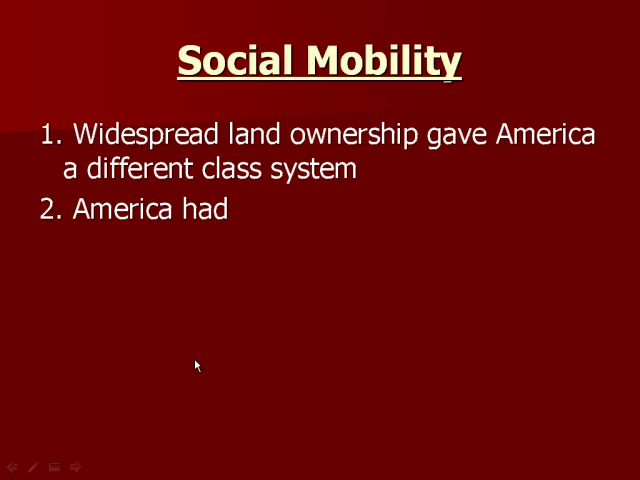 Social Mobility
1. Widespread land ownership gave America
a different class system
2. America had